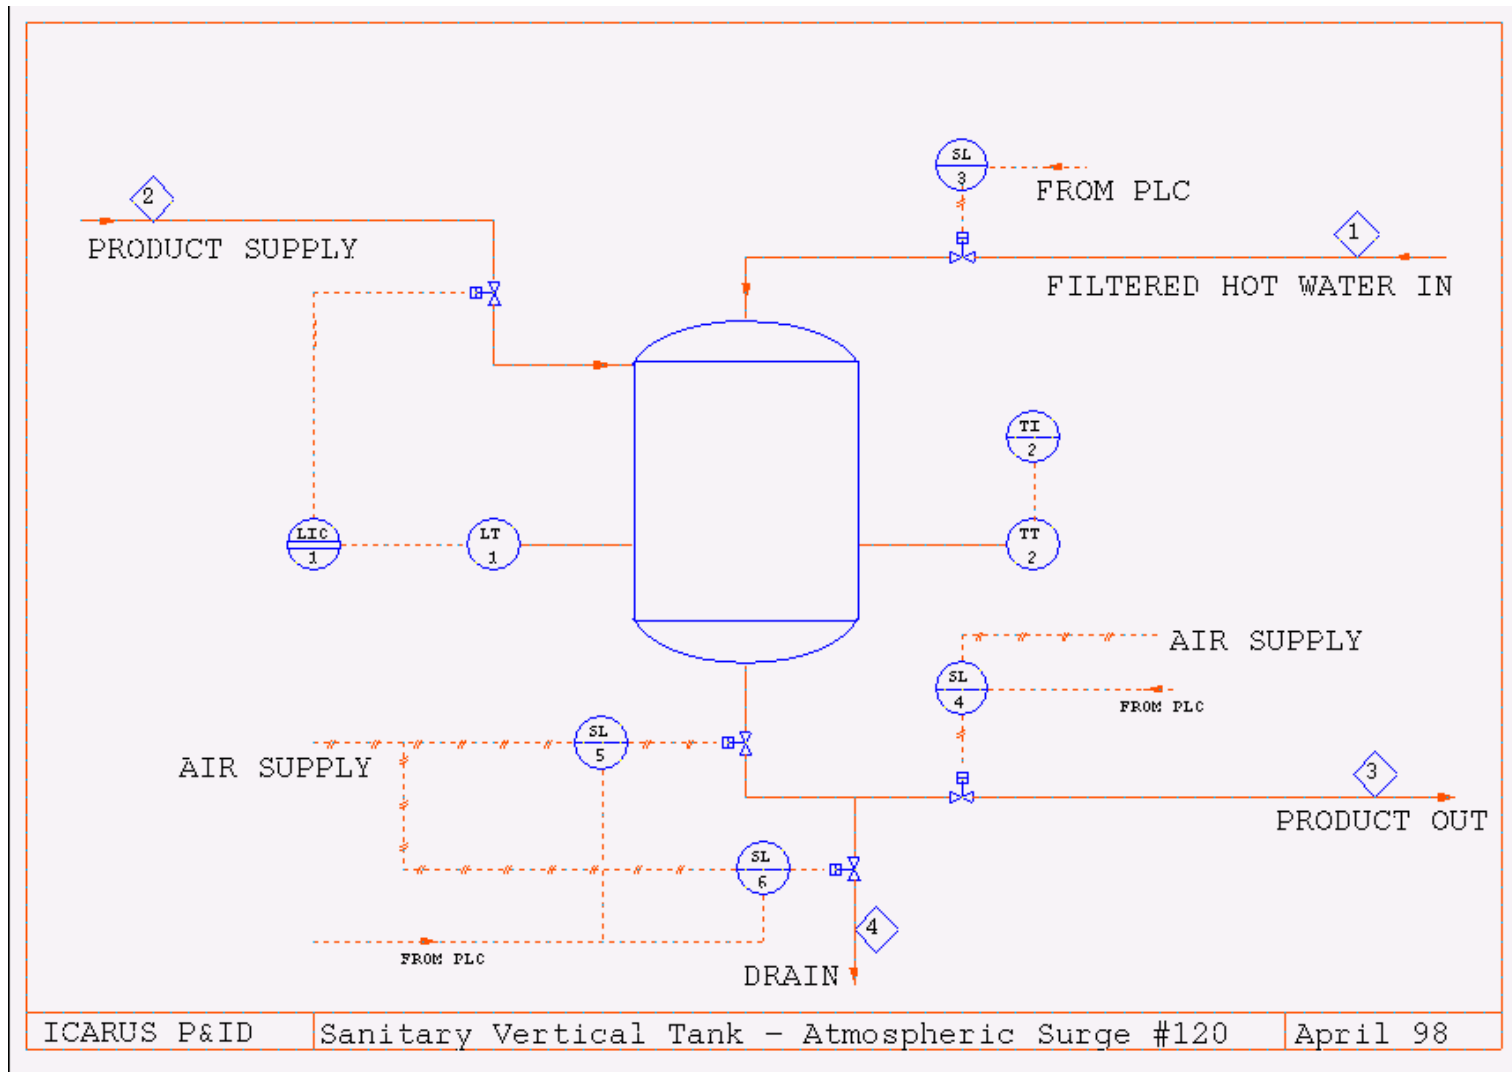 SL
3
FROM PLC
2
PRODUCT SUPPLY
1
FILTERED HOT WATER IN
TI
2
LIC
1
LT
1
TT
2
AIR SUPPLY
SL
4
FROM PLC
SL
5
AIR SUPPLY
3
PRODUCT OUT
SL
6
4
FROM PLC
DRAIN
ICARUS P&ID
Sanitary Vertical Tank - Atmospheric Surge #120
April 98